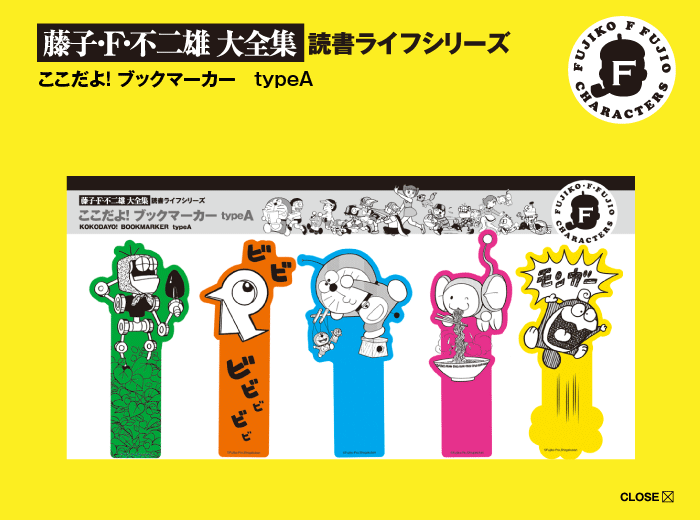 藤子・F・不二雄 大全集 読書ライフシリーズ
ここだよ! ブックマーカー typeA
FUJIKO F FUJIO CHARACTERS
F
藤子・F・不二雄 大全集 読書ライフシリーズ
ここだよ! ブックマーカー typeA
KOKODAYO! BOOKMARKER typeA
FUJIKO・F・FUJIO CHARACTERS
F
ビビ
ビビビビビ
モンガー
CLOSE